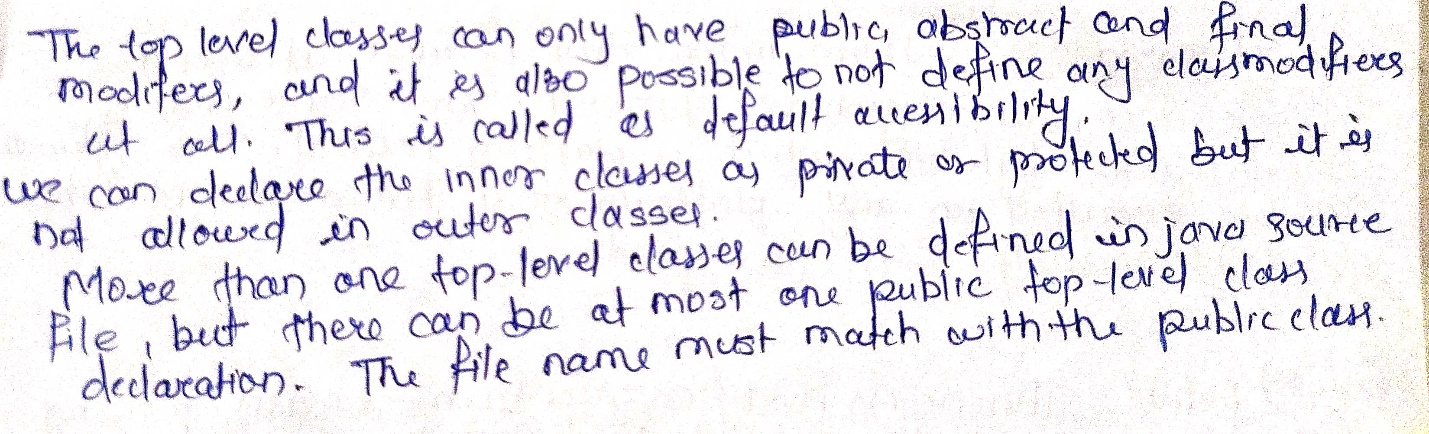 The top level classes can only have public, abstract and final
modifers, and it is also possible to not define any classmodifiers
at all. This is called as default accessibility.
we can declare the inner classes as private or protected but it is
not allowed in outer classes.
More than one top-level classes can be defined in java source
file, but there can be at most one public top-level class
declaration. The file name must match with the public class.